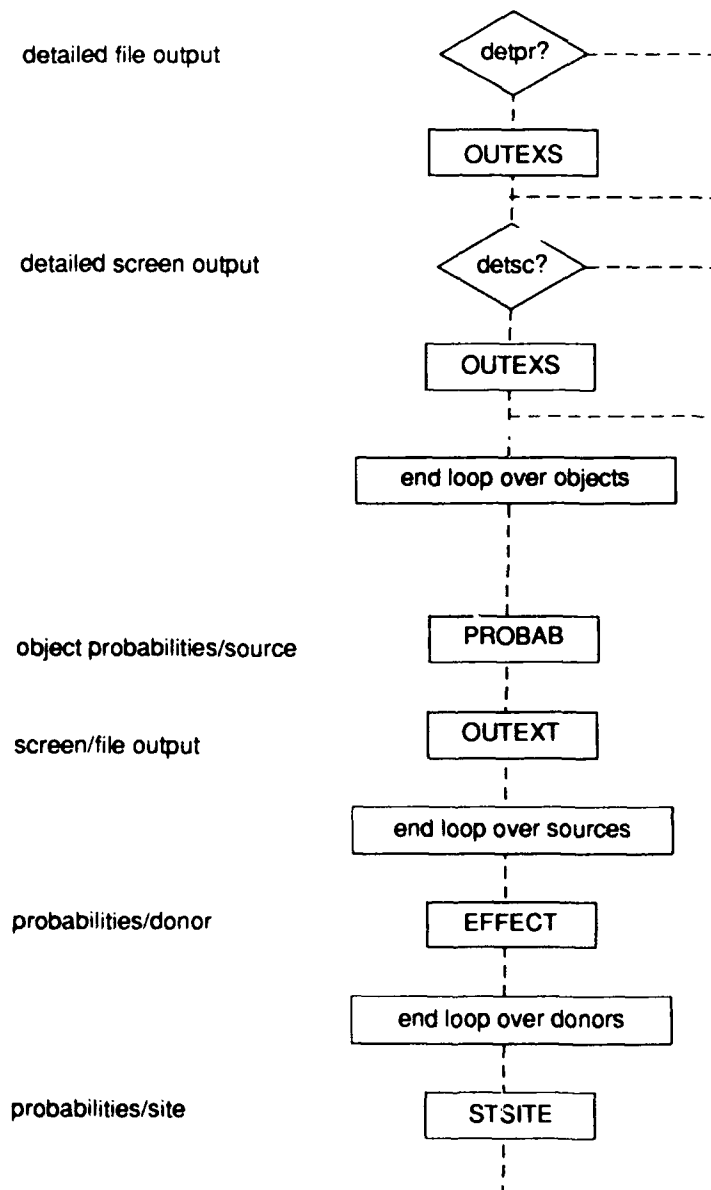 detailed file output
detpr?
OUTEXS
detailed screen output
detsc?
OUTEXS
end loop over objects
object probabilities/source
PROBAB
screen/file output
OUTEXT
end loop over sources
probabilities/donor
EFFECT
end loop over donors
probabilities/site
STSITE